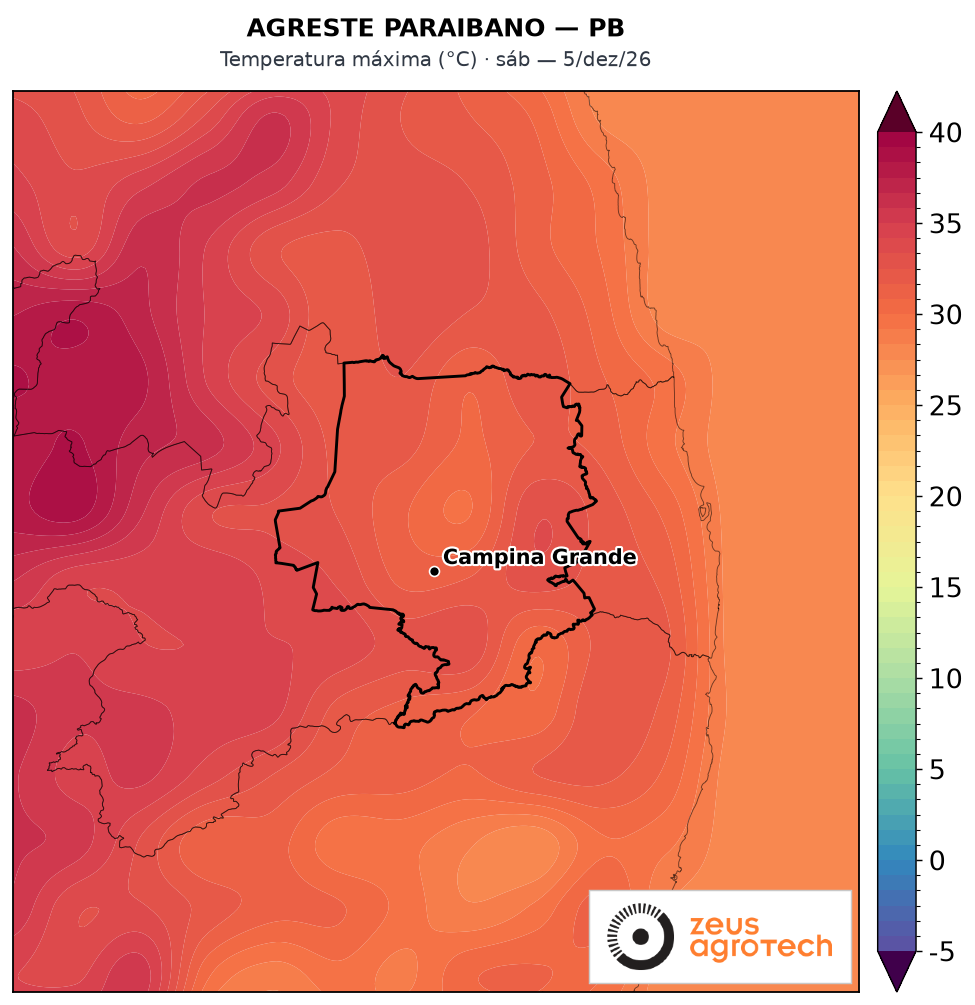 AGRESTE PARAIBANO — PB
Temperatura máxima (°C) · sáb — 5/dez/26
40
35
30
25
20
15
10
5
0
-5
Campina Grande
zeus
agrotech